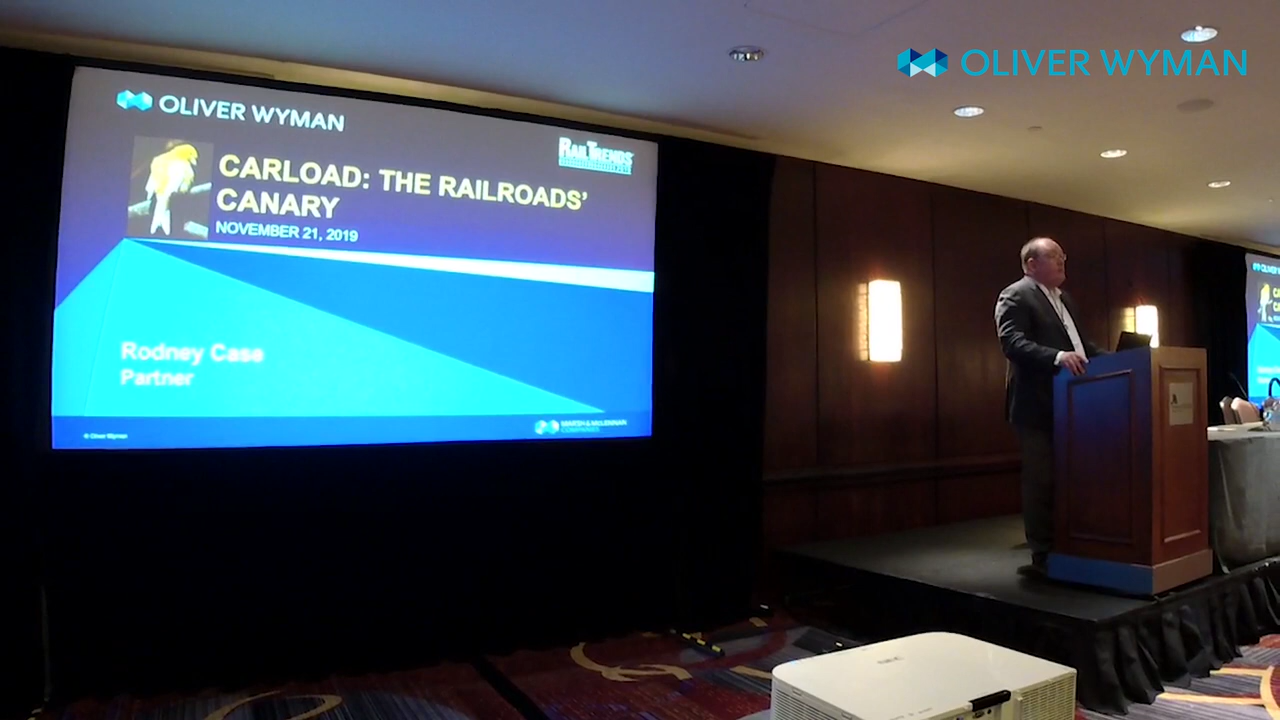 OLIVER WYMAN
OLIVER WYMAN
RAILTRENDS
CARLOAD: THE RAILROADS'
CANARY
NOVEMBER 21, 2019
Rodney Case
Partner
© Oliver Wyman
MARSH & MCLENNAN
COMPANIES
NEC